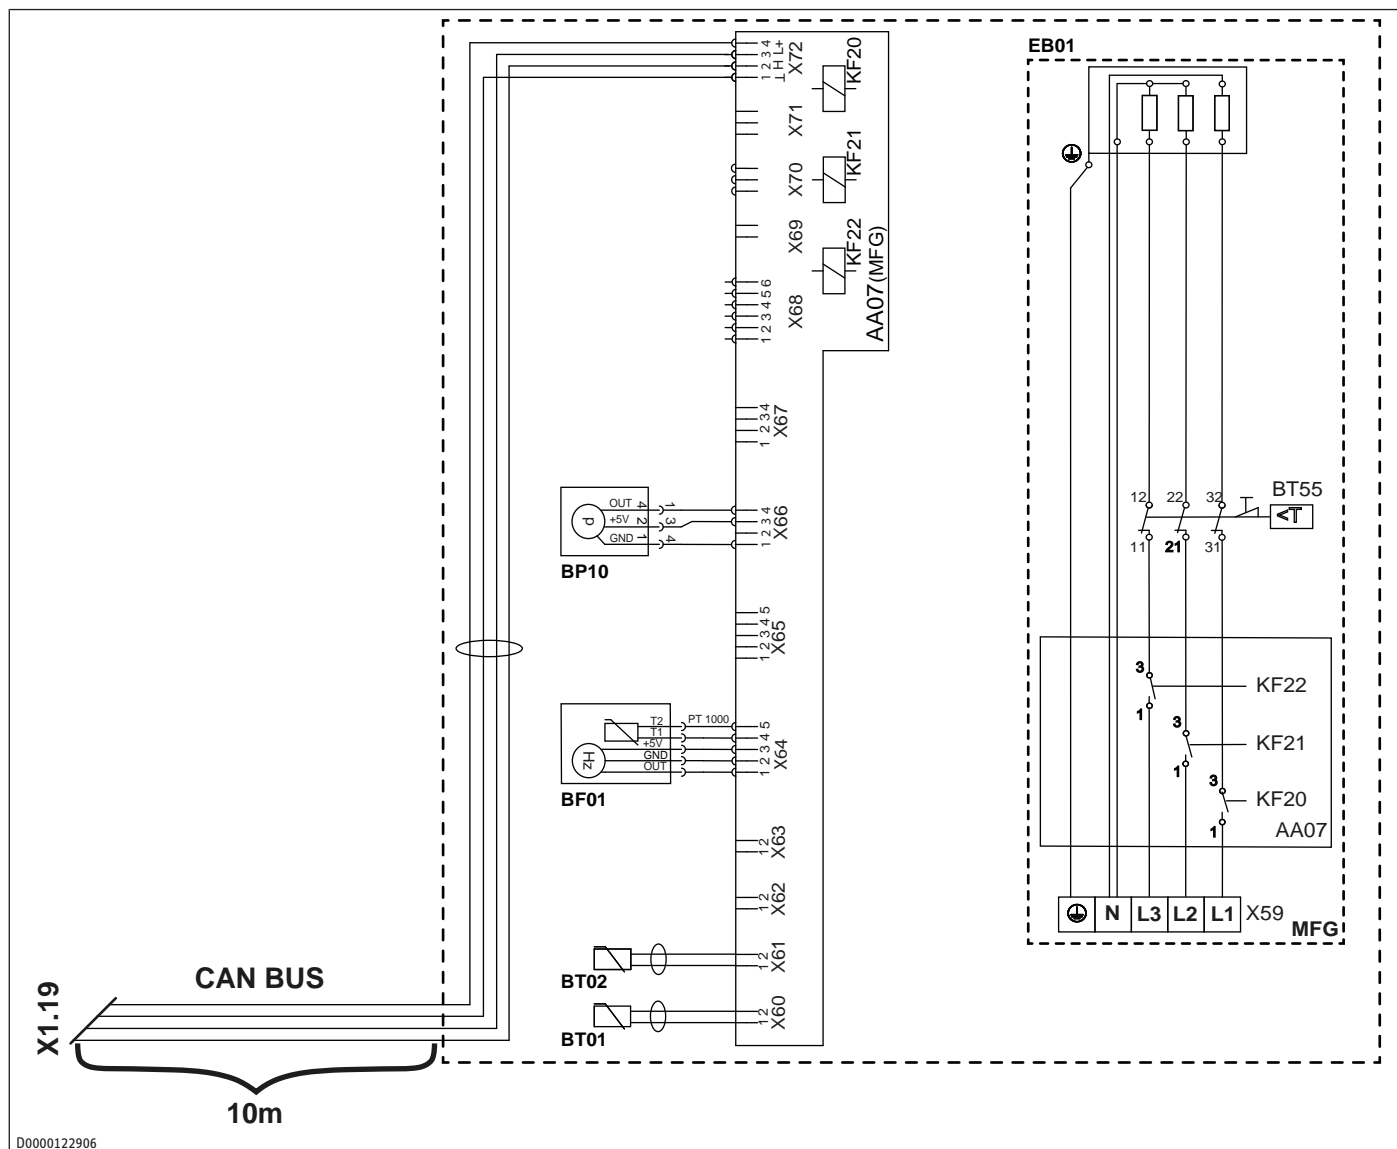 EB01
4 3 2 1
L+ L H ⊥
X72
KF20
X71
KF21
X70
X69
KF22
AA07(MFG)
6 5 4 3 2 1
X68
4 3 2 1
X67
OUT 4 1
+5V 2 3
GND 1 4
p
4 3 2 1
X66
BP10
5 4 3 2 1
X65
T2 PT 1000
T1
+5V
GND
OUT
Hz
5 4 3 2 1
X64
BF01
2 1
X63
2 1
X62
2 1
X61
BT02
2 1
X60
BT01
12 22 32
BT55
<T
11 21 31
3
1
KF22
3
1
KF21
3
1
KF20
AA07
N L3 L2 L1 X59
MFG
CAN BUS
X1.19
10m
D0000122906